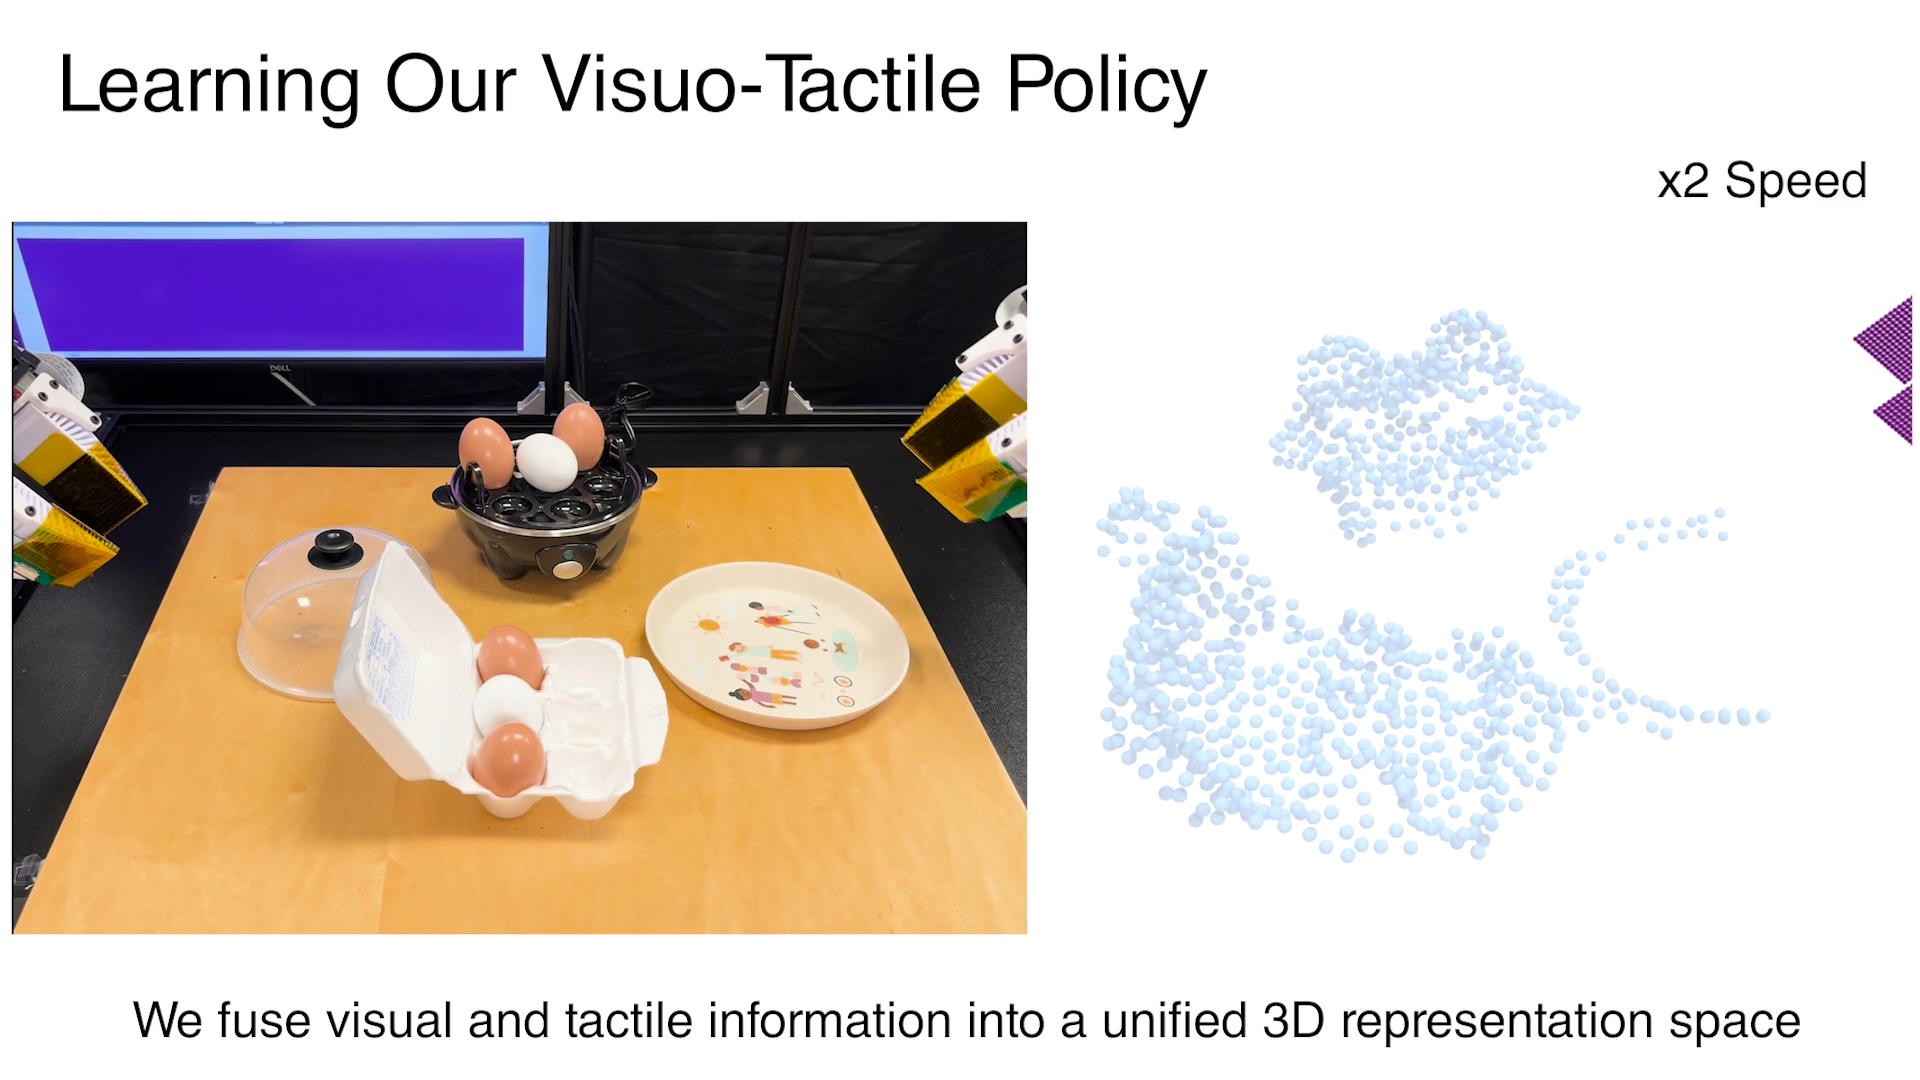 Learning Our Visuo-Tactile Policy
x2 Speed
DELL
We fuse visual and tactile information into a unified 3D representation space